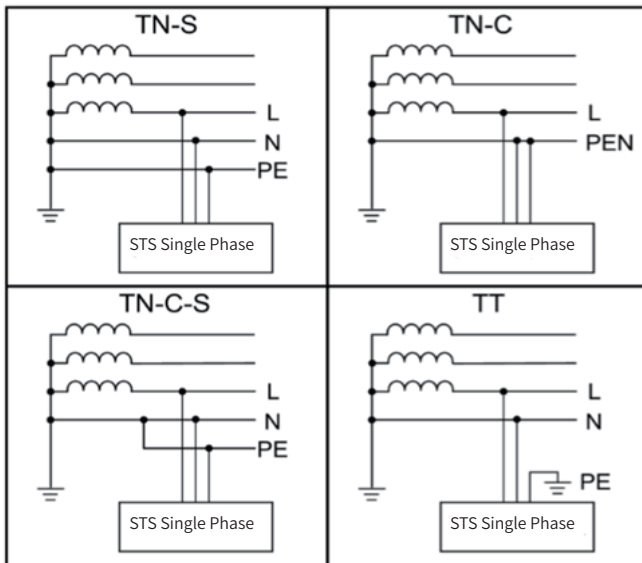 TN-S
L
N
PE
STS Single Phase
TN-C
L
PEN
STS Single Phase
TN-C-S
L
N
PE
STS Single Phase
TT
L
N
PE
STS Single Phase